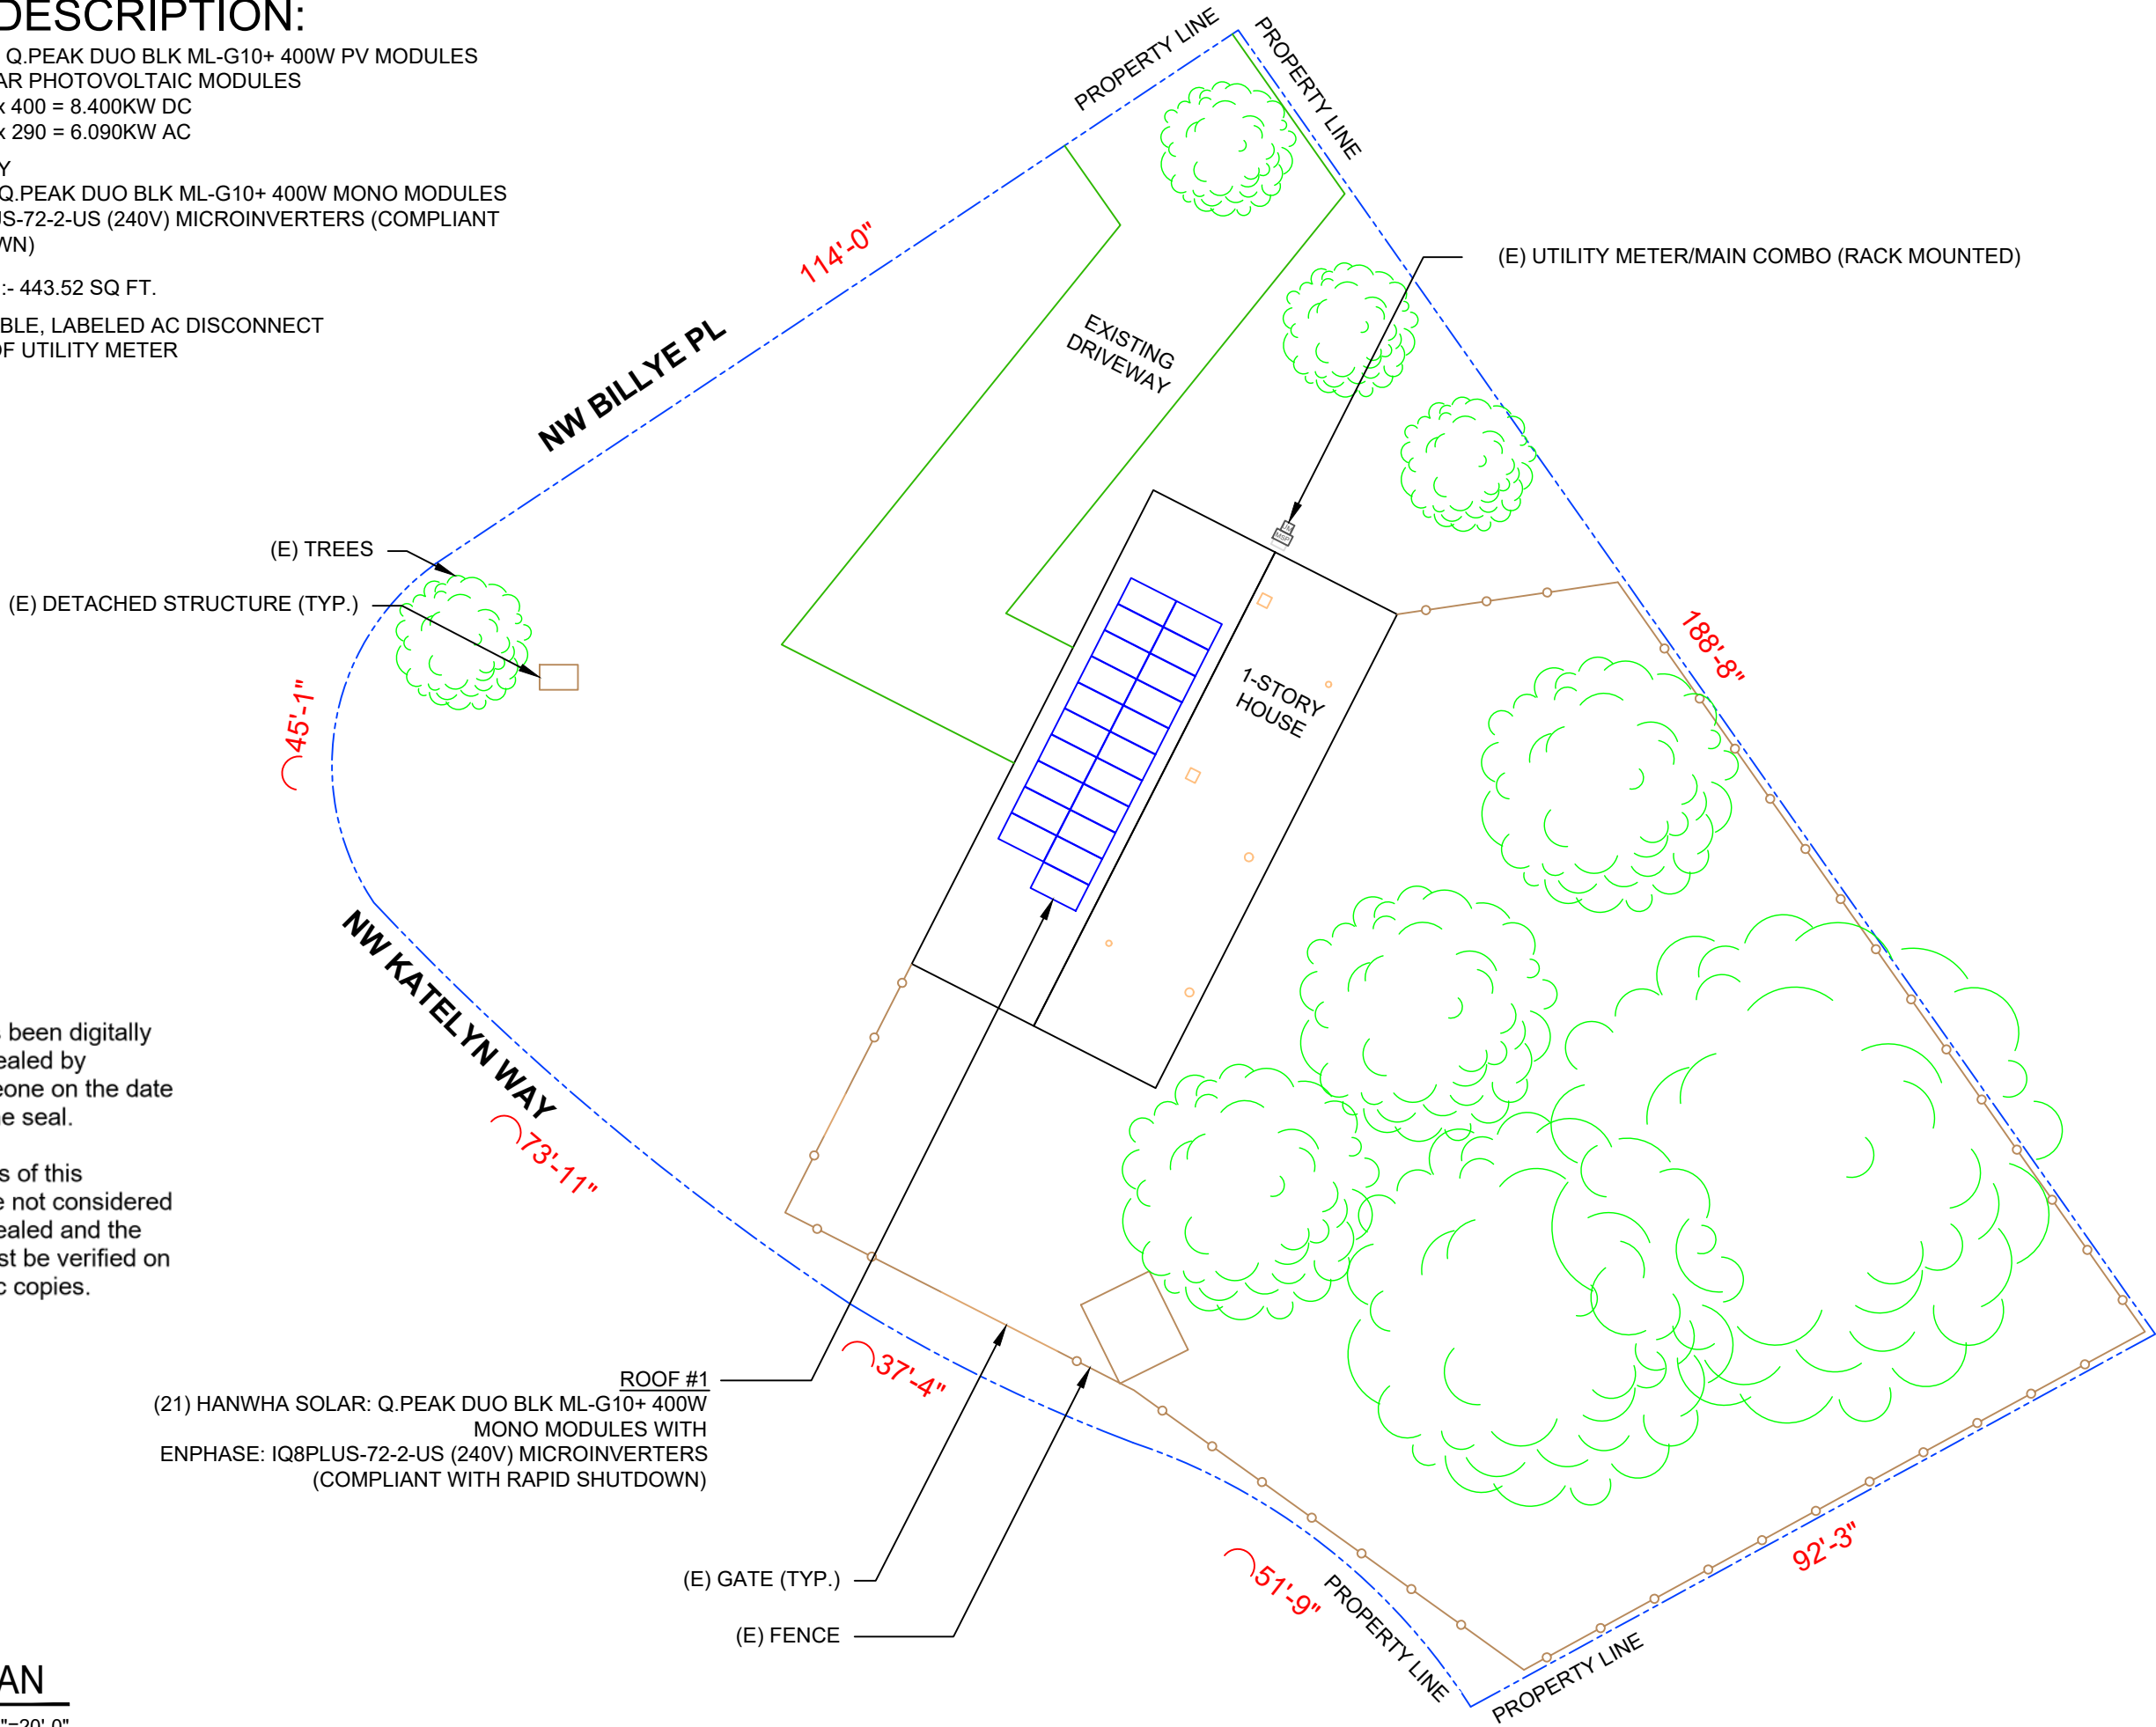 DESCRIPTION:
Q.PEAK DUO BLK ML-G10+ 400W PV MODULES
AR PHOTOVOLTAIC MODULES
x 400 = 8.400KW DC
x 290 = 6.090KW AC
Y
Q.PEAK DUO BLK ML-G10+ 400W MONO MODULES
US-72-2-US (240V) MICROINVERTERS (COMPLIANT
WN)
:- 443.52 SQ FT.
BLE, LABELED AC DISCONNECT
OF UTILITY METER
PROPERTY LINE
PROPERTY LINE
114'-0"
NW BILLYE PL
(E) UTILITY METER/MAIN COMBO (RACK MOUNTED)
EXISTING
DRIVEWAY
UM
MSP
(E) TREES
(E) DETACHED STRUCTURE (TYP.)
45'-1"
1-STORY
HOUSE
188'-8"
NW KATELYN WAY
73'-11"
s been digitally
ealed by
eone on the date
ne seal.
s of this
e not considered
ealed and the
st be verified on
c copies.
37'-4"
ROOF #1
(21) HANWHA SOLAR: Q.PEAK DUO BLK ML-G10+ 400W
MONO MODULES WITH
ENPHASE: IQ8PLUS-72-2-US (240V) MICROINVERTERS
(COMPLIANT WITH RAPID SHUTDOWN)
(E) GATE (TYP.)
(E) FENCE
51'-9"
92'-3"
PROPERTY LINE
PROPERTY LINE
AN
"=20'-0"